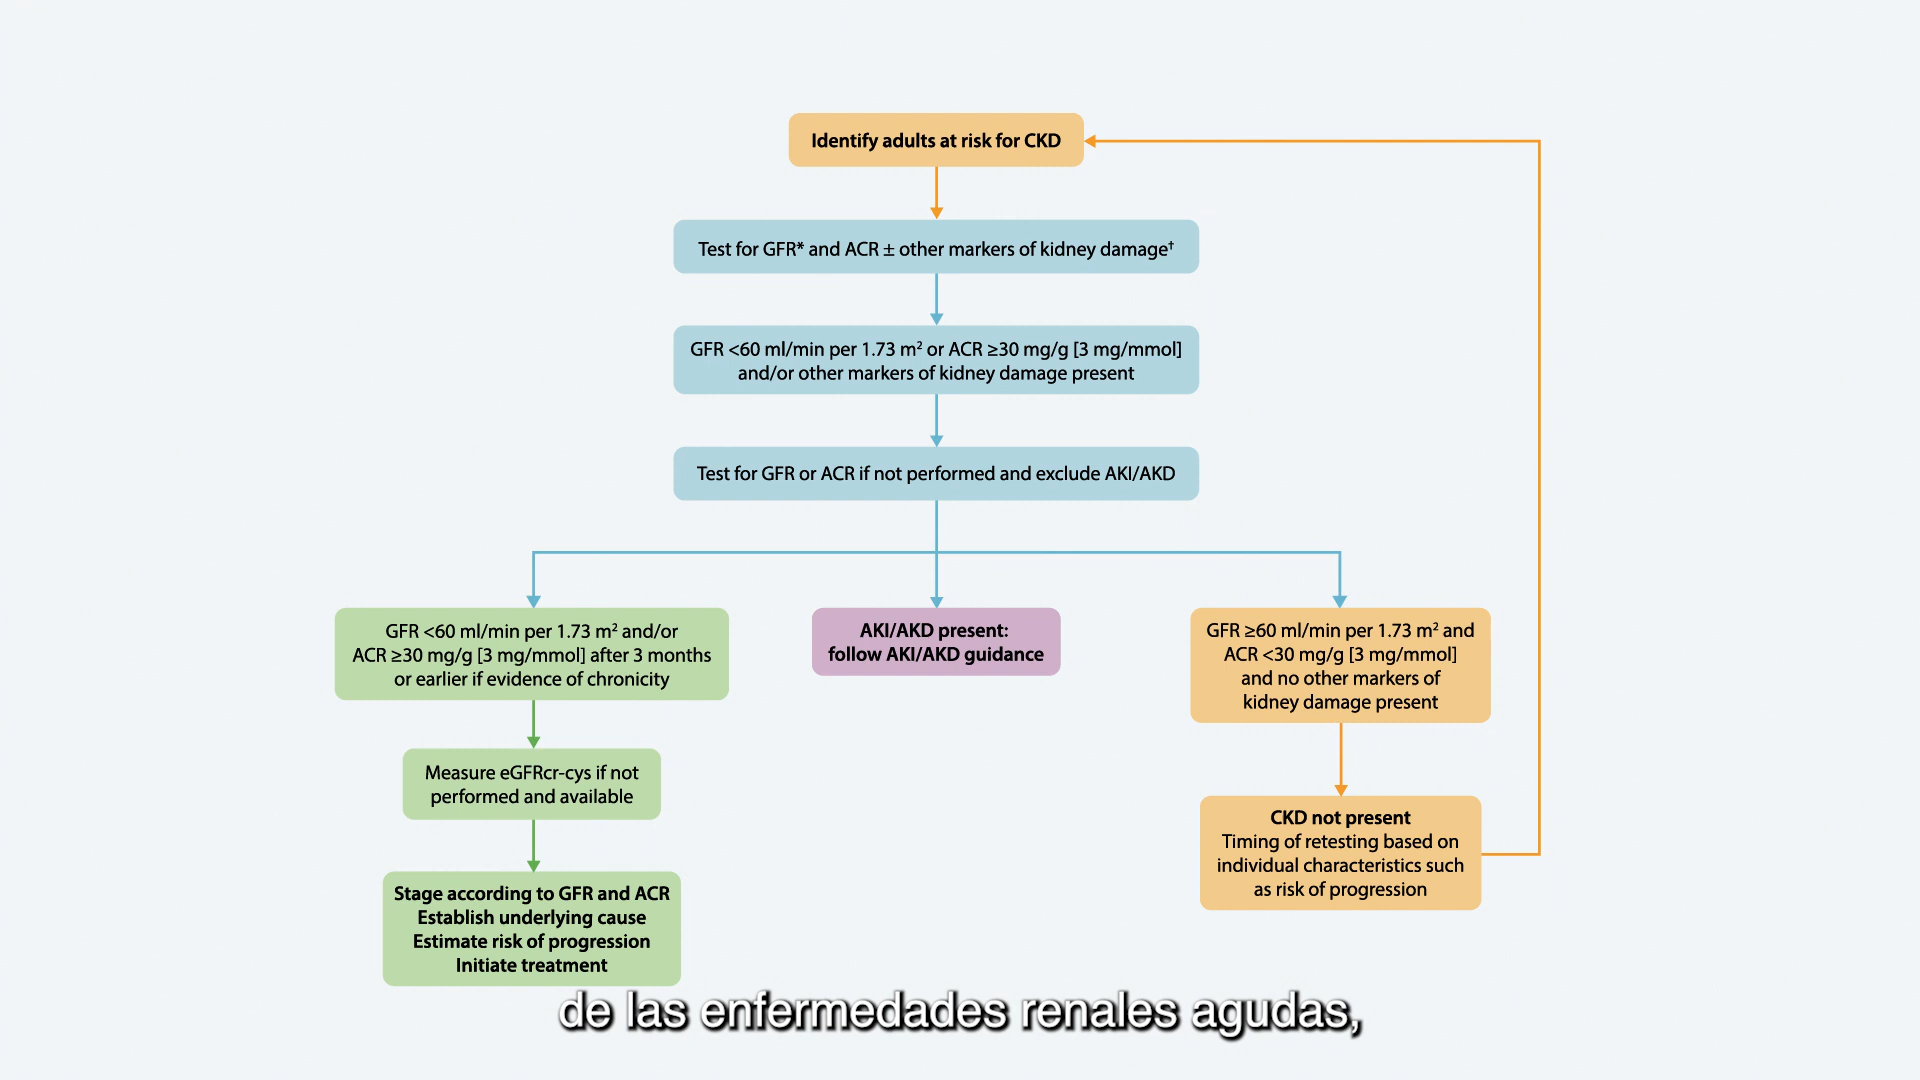 Identify adults at risk for CKD
Test for GFR* and ACR ± other markers of kidney damage†
GFR <60 ml/min per 1.73 m² or ACR ≥30 mg/g [3 mg/mmol]
and/or other markers of kidney damage present
Test for GFR or ACR if not performed and exclude AKI/AKD
GFR <60 ml/min per 1.73 m² and/or
ACR ≥30 mg/g [3 mg/mmol] after 3 months
or earlier if evidence of chronicity
AKI/AKD present:
follow AKI/AKD guidance
GFR ≥60 ml/min per 1.73 m² and
ACR <30 mg/g [3 mg/mmol]
and no other markers of
kidney damage present
Measure eGFRcr-cys if not
performed and available
CKD not present
Timing of retesting based on
individual characteristics such
as risk of progression
Stage according to GFR and ACR
Establish underlying cause
Estimate risk of progression
Initiate treatment
de las enfermedades renales agudas,